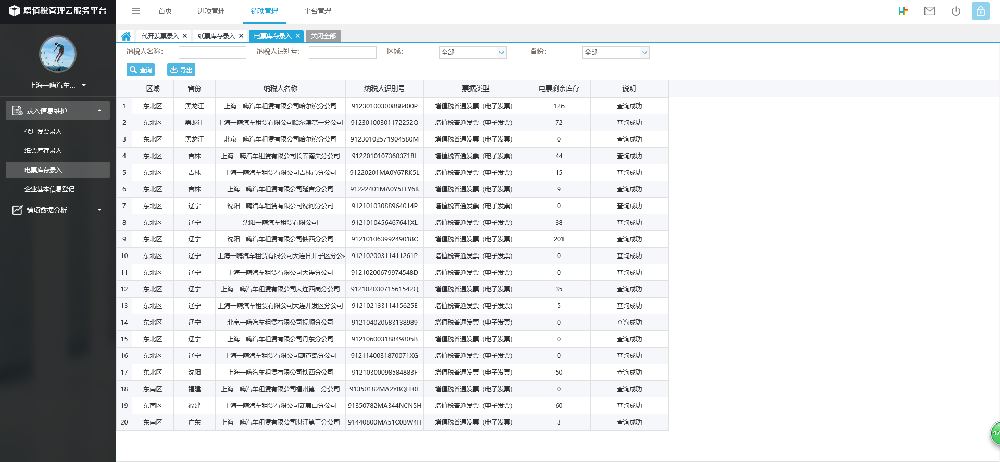 增值税管理云服务平台
首页 进项管理 销项管理 平台管理
上海一嗨汽车...
录入信息维护
代开发票录入
纸票库存录入
电票库存录入
企业基本信息登记
销项数据分析
代开发票录入 × 纸票库存录入 × 电票库存录入 × 关闭全部
纳税人名称： 纳税人识别号： 区域： 全部 省份： 全部
查询 导出
区域 省份 纳税人名称 纳税人识别号 票据类型 电票剩余库存 说明
1 东北区 黑龙江 上海一嗨汽车租赁有限公司哈尔滨分公司 91230100300888400P 增值税普通发票（电子发票） 126 查询成功
2 东北区 黑龙江 上海一嗨汽车租赁有限公司哈尔滨第一分公司 91230100301172252Q 增值税普通发票（电子发票） 72 查询成功
3 东北区 黑龙江 北京一嗨汽车租赁有限公司哈尔滨分公司 91230102571904580M 增值税普通发票（电子发票） 0 查询成功
4 东北区 吉林 上海一嗨汽车租赁有限公司长春南关分公司 91220101073603718L 增值税普通发票（电子发票） 44 查询成功
5 东北区 吉林 上海一嗨汽车租赁有限公司吉林市分公司 91220201MA0Y67RK5L 增值税普通发票（电子发票） 15 查询成功
6 东北区 吉林 上海一嗨汽车租赁有限公司延吉分公司 91222401MA0Y5LFY6K 增值税普通发票（电子发票） 9 查询成功
7 东北区 辽宁 沈阳一嗨汽车租赁有限公司沈河分公司 91210103088964014P 增值税普通发票（电子发票） 0 查询成功
8 东北区 辽宁 沈阳一嗨汽车租赁有限公司 9121010456467641XL 增值税普通发票（电子发票） 38 查询成功
9 东北区 辽宁 沈阳一嗨汽车租赁有限公司铁西分公司 91210106399249018C 增值税普通发票（电子发票） 201 查询成功
10 东北区 辽宁 上海一嗨汽车租赁有限公司大连甘井子区分公司 91210200311411261P 增值税普通发票（电子发票） 0 查询成功
11 东北区 辽宁 上海一嗨汽车租赁有限公司大连分公司 91210200679974548D 增值税普通发票（电子发票） 0 查询成功
12 东北区 辽宁 上海一嗨汽车租赁有限公司大连西岗分公司 91210203071561542Q 增值税普通发票（电子发票） 35 查询成功
13 东北区 辽宁 上海一嗨汽车租赁有限公司大连开发区分公司 91210213311415625E 增值税普通发票（电子发票） 5 查询成功
14 东北区 辽宁 北京一嗨汽车租赁有限公司抚顺分公司 912104020683138989 增值税普通发票（电子发票） 0 查询成功
15 东北区 辽宁 上海一嗨汽车租赁有限公司丹东分公司 91210600318849805B 增值税普通发票（电子发票） 0 查询成功
16 东北区 辽宁 上海一嗨汽车租赁有限公司葫芦岛分公司 9121140031870071XG 增值税普通发票（电子发票） 0 查询成功
17 东北区 沈阳 上海一嗨汽车租赁有限公司铁西分公司 91210300098584883F 增值税普通发票（电子发票） 50 查询成功
18 东南区 福建 上海一嗨汽车租赁有限公司福州第一分公司 91350182MA2YBQFF0E 增值税普通发票（电子发票） 0 查询成功
19 东南区 福建 上海一嗨汽车租赁有限公司武夷山分公司 91350782MA344NCN5H 增值税普通发票（电子发票） 60 查询成功
20 东南区 广东 上海一嗨汽车租赁有限公司湛江第三分公司 91440800MA51C0BW4H 增值税普通发票（电子发票） 3 查询成功
47